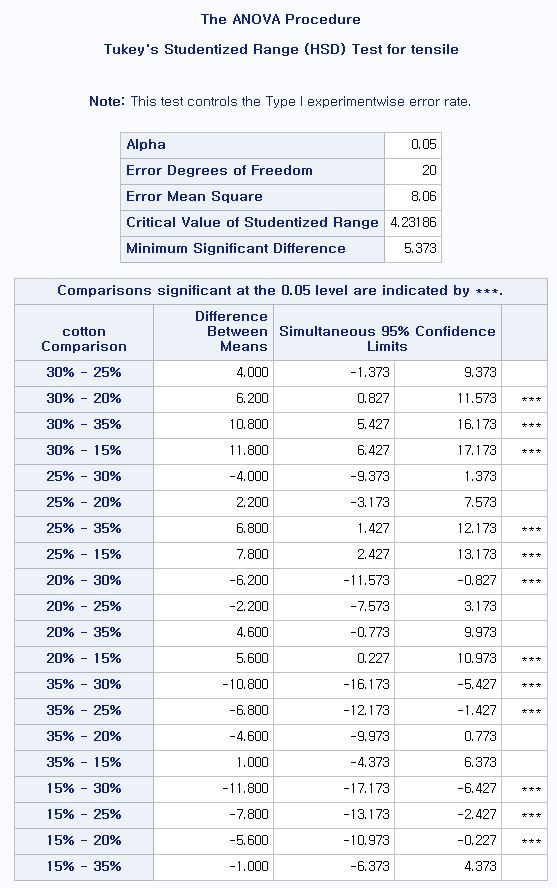 The ANOVA Procedure
Tukey's Studentized Range (HSD) Test for tensile
Note: This test controls the Type I experimentwise error rate.
Alpha 0.05
Error Degrees of Freedom 20
Error Mean Square 8.06
Critical Value of Studentized Range 4.23186
Minimum Significant Difference 5.373
Comparisons significant at the 0.05 level are indicated by ***.
cotton
Comparison
Difference
Between
Means
Simultaneous 95% Confidence
Limits
30% - 25% 4.000 -1.373 9.373
30% - 20% 6.200 0.827 11.573 ***
30% - 35% 10.800 5.427 16.173 ***
30% - 15% 11.800 6.427 17.173 ***
25% - 30% -4.000 -9.373 1.373
25% - 20% 2.200 -3.173 7.573
25% - 35% 6.800 1.427 12.173 ***
25% - 15% 7.800 2.427 13.173 ***
20% - 30% -6.200 -11.573 -0.827 ***
20% - 25% -2.200 -7.573 3.173
20% - 35% 4.600 -0.773 9.973
20% - 15% 5.600 0.227 10.973 ***
35% - 30% -10.800 -16.173 -5.427 ***
35% - 25% -6.800 -12.173 -1.427 ***
35% - 20% -4.600 -9.973 0.773
35% - 15% 1.000 -4.373 6.373
15% - 30% -11.800 -17.173 -6.427 ***
15% - 25% -7.800 -13.173 -2.427 ***
15% - 20% -5.600 -10.973 -0.227 ***
15% - 35% -1.000 -6.373 4.373